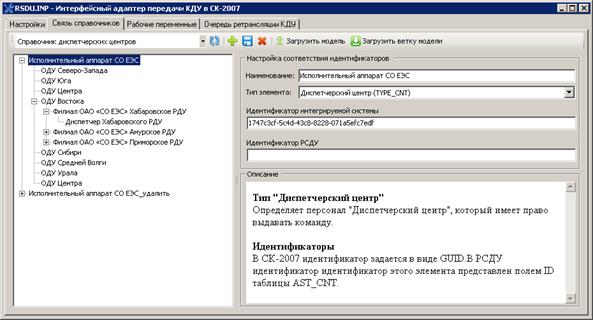 RSDU.INP - Интерфейсный адаптер передачи КДУ в СК-2007
Настройки Связь справочников Рабочие переменные Очередь ретрансляции КДУ
Справочник диспетчерских центров Загрузить модель Загрузить ветку модели
Исполнительный аппарат СО ЕЭС
ОДУ Северо-Запада
ОДУ Юга
ОДУ Центра
ОДУ Востока
Филиал ОАО «СО ЕЭС» Хабаровское РДУ
Диспетчер Хабаровского РДУ
Филиал ОАО «СО ЕЭС» Амурское РДУ
Филиал ОАО «СО ЕЭС» Приморское РДУ
ОДУ Сибири
ОДУ Средней Волги
ОДУ Урала
ОДУ Центра
Исполнительный аппарат СО ЕЭС_удалить
Настройка соответствия идентификаторов
Наименование: Исполнительный аппарат СО ЕЭС
Тип элемента: Диспетчерский центр (TYPE_CNT)
Идентификатор интегрируемой системы
1747c3cf-5c4d-43c8-8228-071a5efc7edf
Идентификатор РСДУ
Описание
Тип "Диспетчерский центр"
Определяет персонал "Диспетчерский центр", который имеет право
выдавать команду.
Идентификаторы
В СК-2007 идентификатор задается в виде GUID.В РСДУ
идентификатор идентификатор этого элемента представлен полем ID
таблицы AST_CNT.